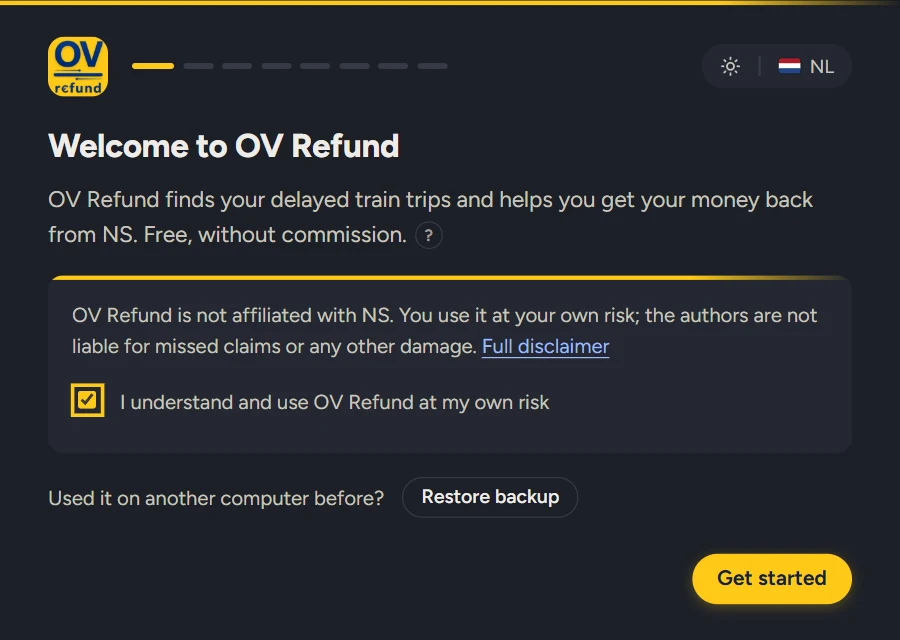 OV
refund
NL
Welcome to OV Refund
OV Refund finds your delayed train trips and helps you get your money back
from NS. Free, without commission. ?
OV Refund is not affiliated with NS. You use it at your own risk; the authors are not
liable for missed claims or any other damage. Full disclaimer
I understand and use OV Refund at my own risk
Used it on another computer before? Restore backup
Get started